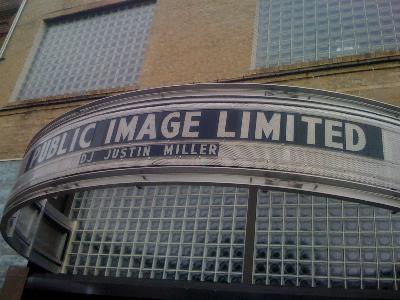 PUBLIC IMAGE LIMITED
DJ JUSTIN MILLER